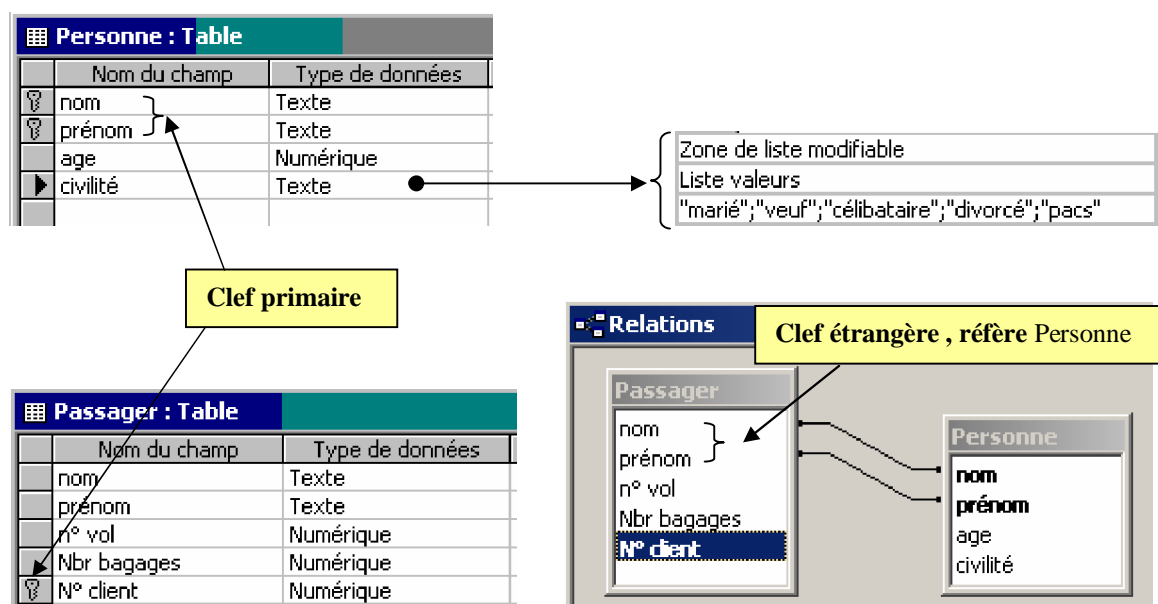 Personne : Table
Nom du champ Type de données
nom Texte
prénom Texte
age Numérique
civilité Texte
Zone de liste modifiable
Liste valeurs
"marié";"veuf";"célibataire";"divorcé";"pacs"
Clef primaire
Relations
Clef étrangère , réfère Personne
Passager : Table
Nom du champ Type de données
nom Texte
prénom Texte
n° vol Numérique
Nbr bagages Numérique
N° client Numérique
Passager
nom
prénom
n° vol
Nbr bagages
N° client
Personne
nom
prénom
age
civilité